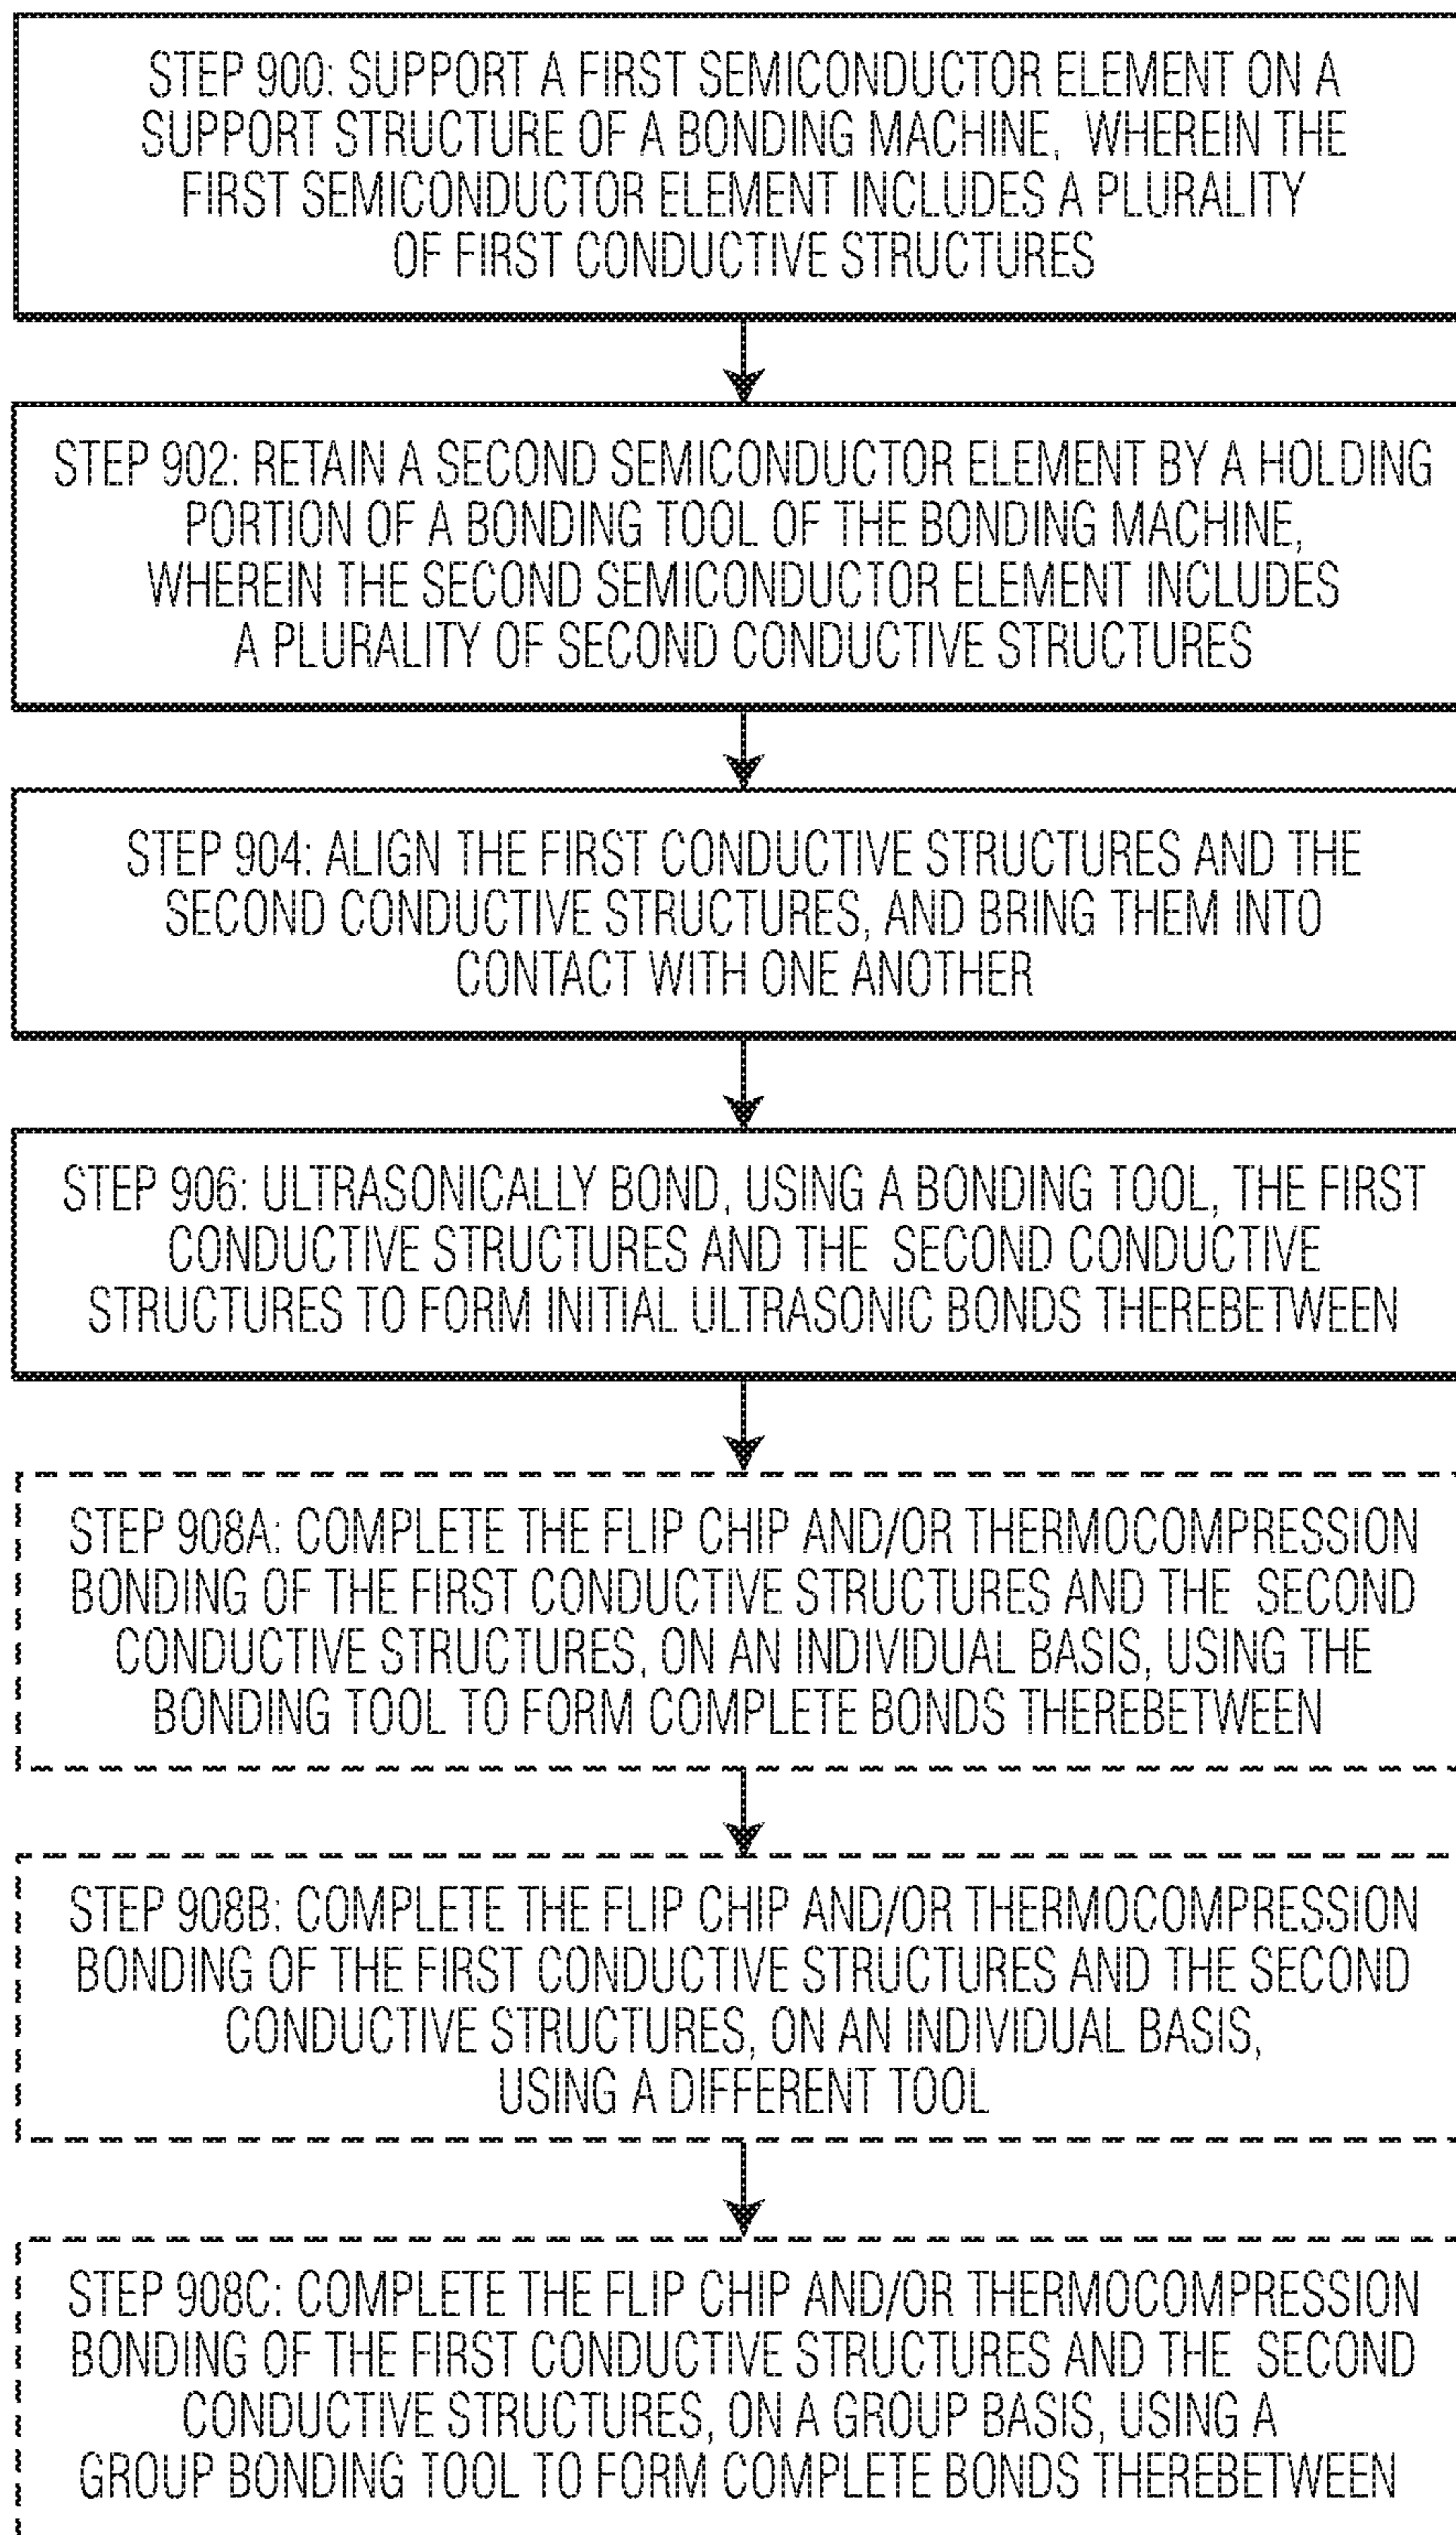 STEP 900: SUPPORT A FIRST SEMICONDUCTOR ELEMENT ON A
SUPPORT STRUCTURE OF A BONDING MACHINE, WHEREIN THE
FIRST SEMICONDUCTOR ELEMENT INCLUDES A PLURALITY
OF FIRST CONDUCTIVE STRUCTURES
STEP 902: RETAIN A SECOND SEMICONDUCTOR ELEMENT BY A HOLDING
PORTION OF A BONDING TOOL OF THE BONDING MACHINE,
WHEREIN THE SECOND SEMICONDUCTOR ELEMENT INCLUDES
A PLURALITY OF SECOND CONDUCTIVE STRUCTURES
STEP 904: ALIGN THE FIRST CONDUCTIVE STRUCTURES AND THE
SECOND CONDUCTIVE STRUCTURES, AND BRING THEM INTO
CONTACT WITH ONE ANOTHER
STEP 906: ULTRASONICALLY BOND, USING A BONDING TOOL, THE FIRST
CONDUCTIVE STRUCTURES AND THE SECOND CONDUCTIVE
STRUCTURES TO FORM INITIAL ULTRASONIC BONDS THEREBETWEEN
STEP 908A: COMPLETE THE FLIP CHIP AND/OR THERMOCOMPRESSION
BONDING OF THE FIRST CONDUCTIVE STRUCTURES AND THE SECOND
CONDUCTIVE STRUCTURES, ON AN INDIVIDUAL BASIS, USING THE
BONDING TOOL TO FORM COMPLETE BONDS THEREBETWEEN
STEP 908B: COMPLETE THE FLIP CHIP AND/OR THERMOCOMPRESSION
BONDING OF THE FIRST CONDUCTIVE STRUCTURES AND THE SECOND
CONDUCTIVE STRUCTURES, ON AN INDIVIDUAL BASIS,
USING A DIFFERENT TOOL
STEP 908C: COMPLETE THE FLIP CHIP AND/OR THERMOCOMPRESSION
BONDING OF THE FIRST CONDUCTIVE STRUCTURES AND THE SECOND
CONDUCTIVE STRUCTURES, ON A GROUP BASIS, USING A
GROUP BONDING TOOL TO FORM COMPLETE BONDS THEREBETWEEN